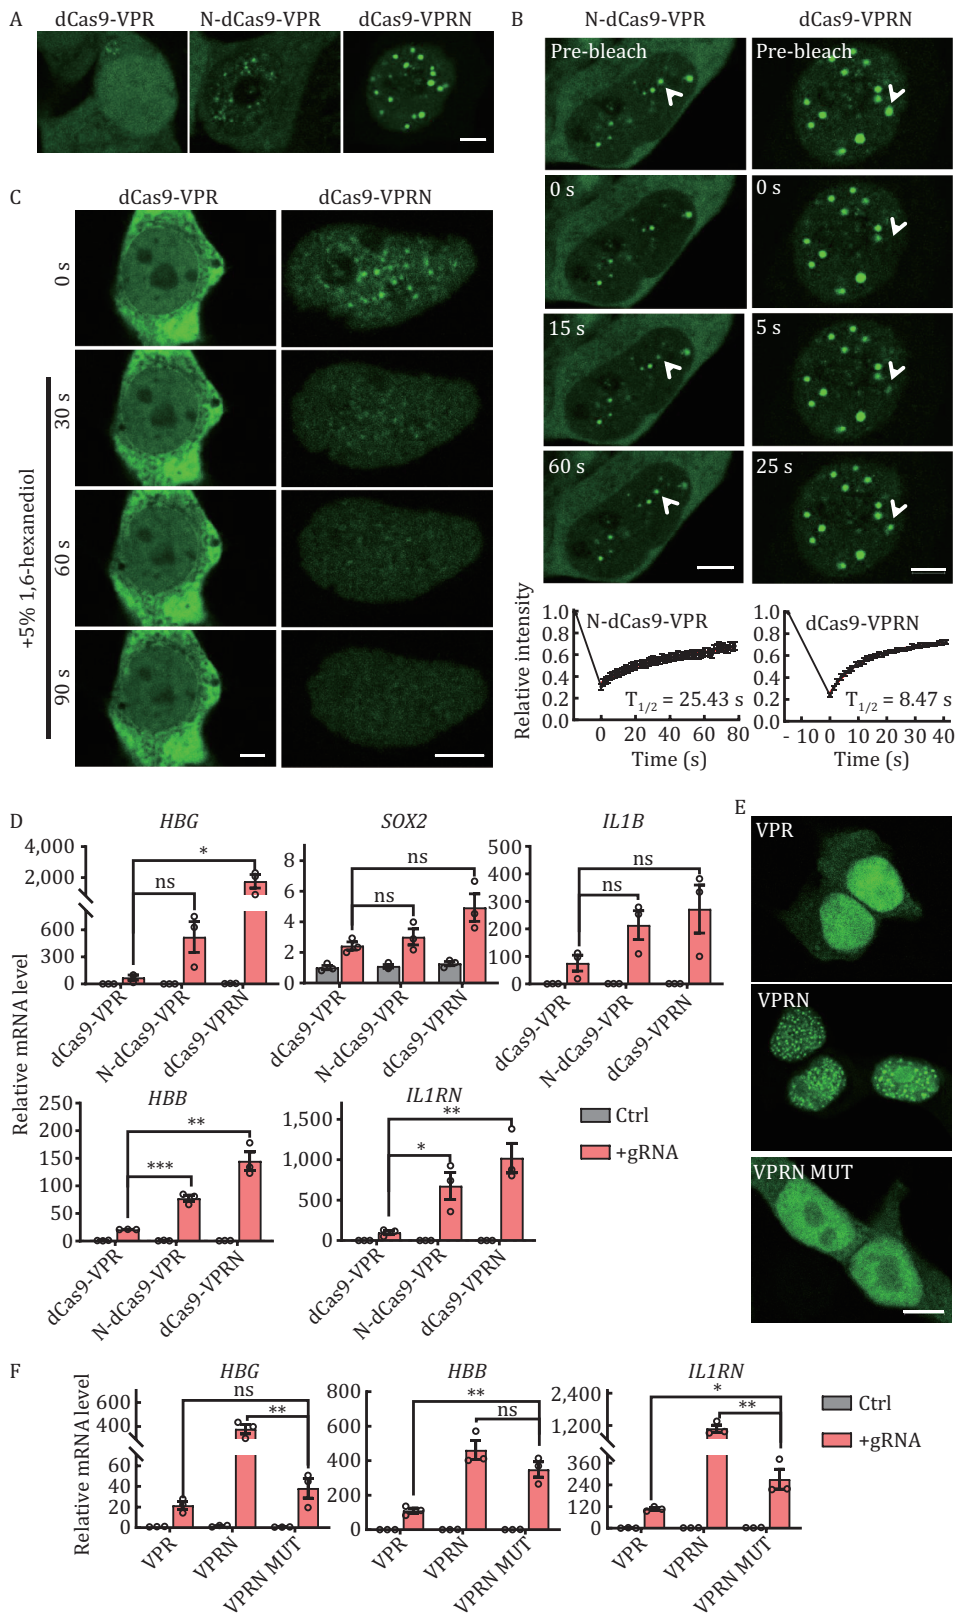 A
dCas9-VPR
N-dCas9-VPR
dCas9-VPRN
B
N-dCas9-VPR
dCas9-VPRN
Pre-bleach
Pre-bleach
0 s
0 s
15 s
5 s
60 s
25 s
Relative intensity
1.0
0.8
0.6
0.4
0.2
0.0
N-dCas9-VPR
T1/2 = 25.43 s
0 20 40 60 80
Time (s)
1.0
0.8
0.6
0.4
0.2
0.0
dCas9-VPRN
T1/2 = 8.47 s
- 10 0 10 20 30 40
Time (s)
C
dCas9-VPR
dCas9-VPRN
0 s
30 s
60 s
90 s
+5% 1,6-hexanediol
D
Relative mRNA level
HBG
4,000
2,000
600
300
0
*
ns
dCas9-VPR
N-dCas9-VPR
dCas9-VPRN
SOX2
8
6
4
2
0
ns
ns
dCas9-VPR
N-dCas9-VPR
dCas9-VPRN
IL1B
500
400
300
200
100
0
ns
ns
dCas9-VPR
N-dCas9-VPR
dCas9-VPRN
HBB
250
200
150
100
50
0
**
***
dCas9-VPR
N-dCas9-VPR
dCas9-VPRN
IL1RN
1,500
1,000
500
0
**
*
dCas9-VPR
N-dCas9-VPR
dCas9-VPRN
Ctrl
+gRNA
E
VPR
VPRN
VPRN MUT
F
Relative mRNA level
HBG
600
400
60
40
20
0
ns
**
VPR
VPRN
VPRN MUT
HBB
800
600
400
200
0
**
ns
VPR
VPRN
VPRN MUT
IL1RN
2,400
1,200
360
240
120
0
*
**
VPR
VPRN
VPRN MUT
Ctrl
+gRNA